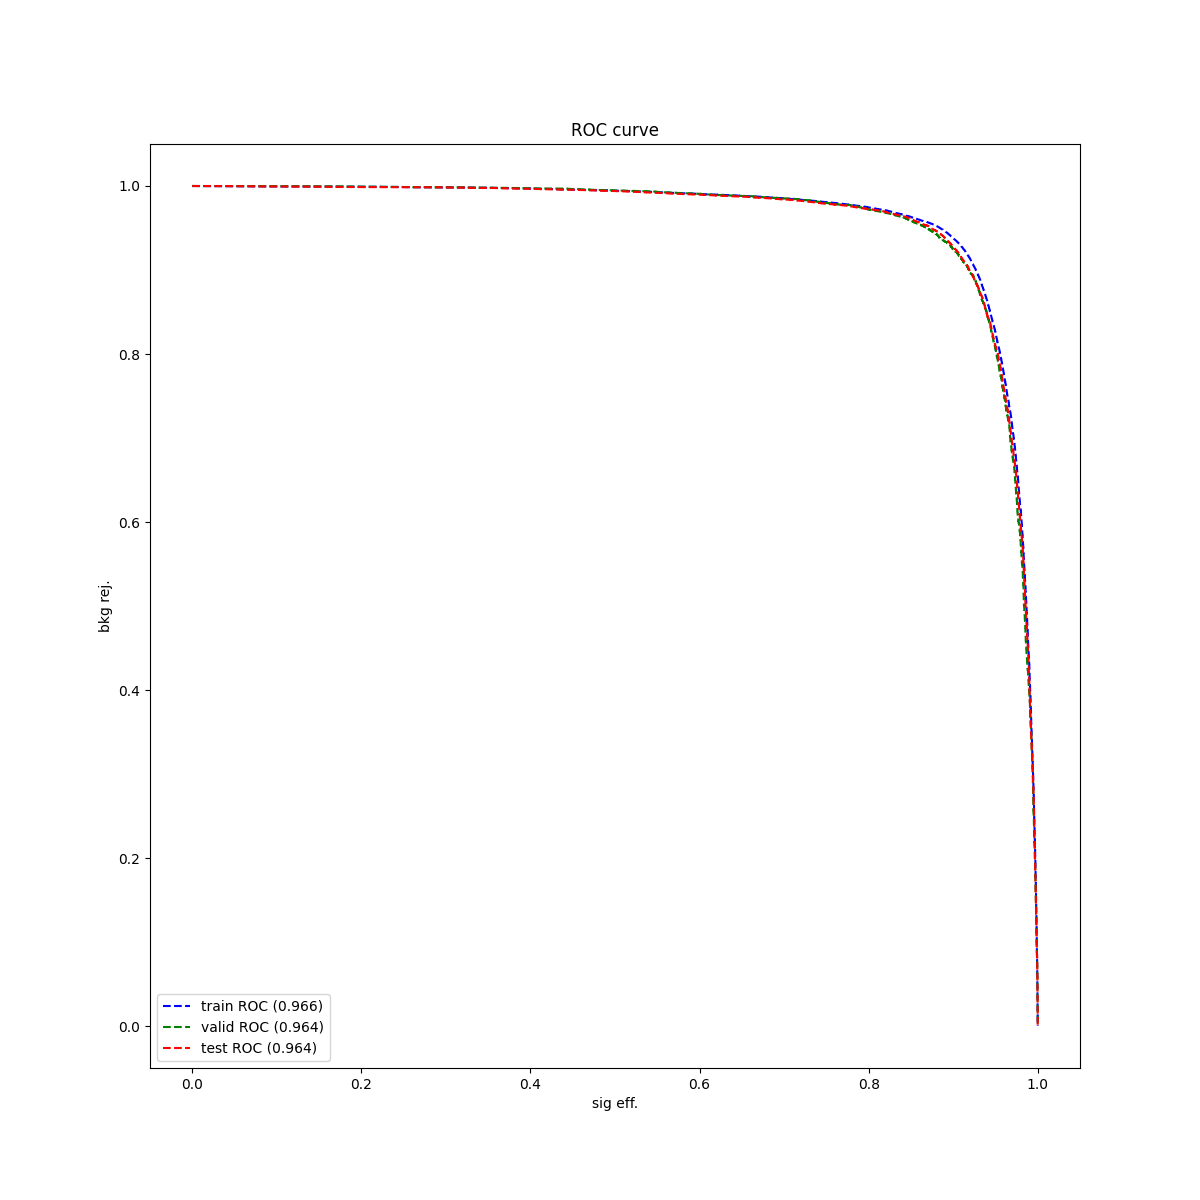 ROC curve
1.0
0.8
0.6
0.4
0.2
0.0
bkg rej.
train ROC (0.966)
valid ROC (0.964)
test ROC (0.964)
0.0 0.2 0.4 0.6 0.8 1.0
sig eff.